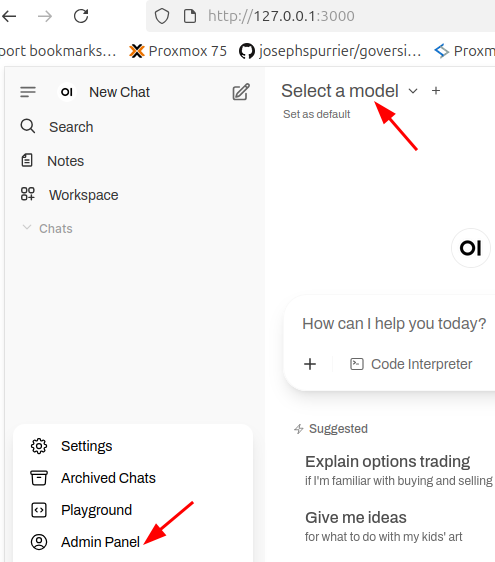 http://127.0.0.1:3000
port bookmarks…
Proxmox 75
josephspurrier/goversi…
Proxm
OI
New Chat
Search
Notes
Workspace
Chats
Settings
Archived Chats
Playground
Admin Panel
Select a model
Set as default
OI
How can I help you today?
Code Interpreter
Suggested
Explain options trading
if I'm familiar with buying and selling
Give me ideas
for what to do with my kids' art